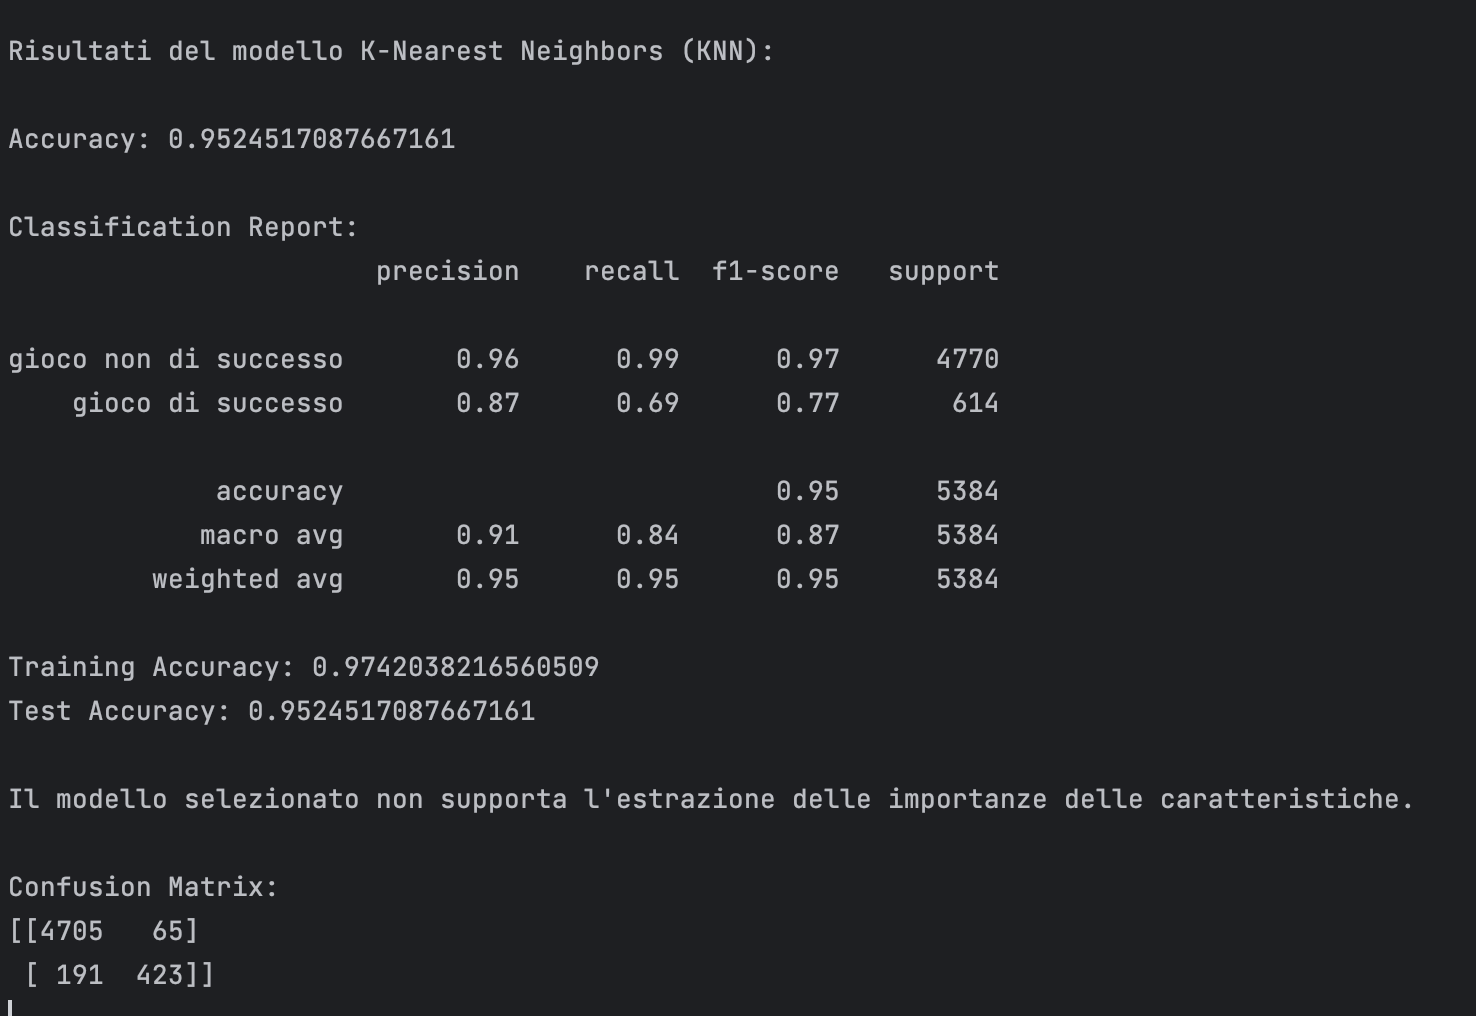 Risultati del modello K-Nearest Neighbors (KNN):
Accuracy: 0.9524517087667161
Classification Report:
precision recall f1-score support
gioco non di successo 0.96 0.99 0.97 4770
gioco di successo 0.87 0.69 0.77 614
accuracy 0.95 5384
macro avg 0.91 0.84 0.87 5384
weighted avg 0.95 0.95 0.95 5384
Training Accuracy: 0.9742038216560509
Test Accuracy: 0.9524517087667161
Il modello selezionato non supporta l'estrazione delle importanze delle caratteristiche.
Confusion Matrix:
[[4705 65]
[ 191 423]]